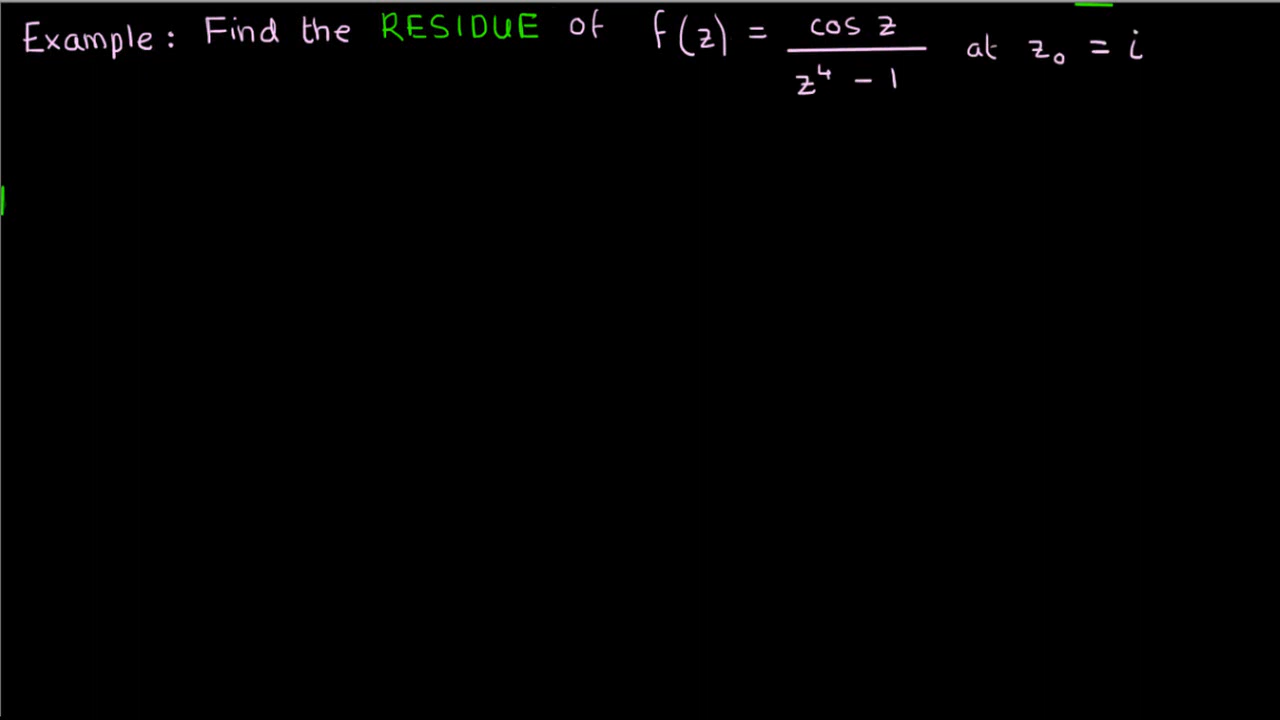 Example: Find the RESIDUE of f(z) = cos z / z⁴ - 1 at z₀ = i